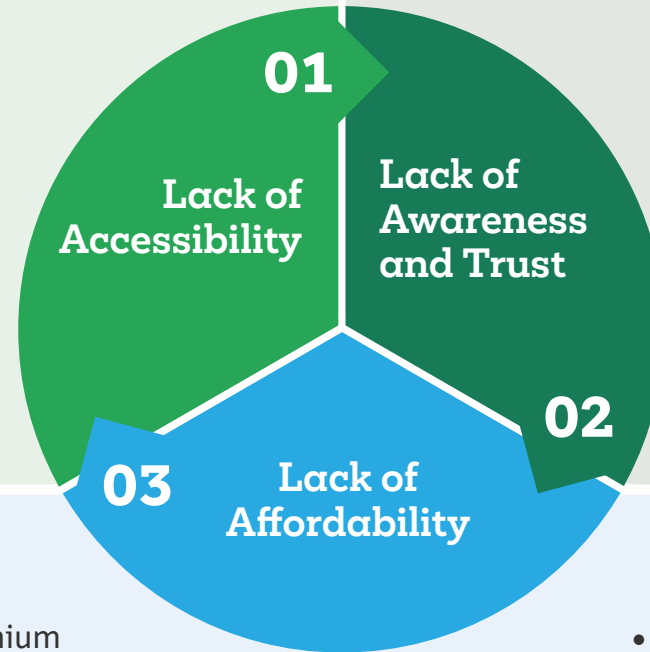 01
Lack of
Accessibility
Lack of
Awareness
and Trust
02
03
Lack of
Affordability
•